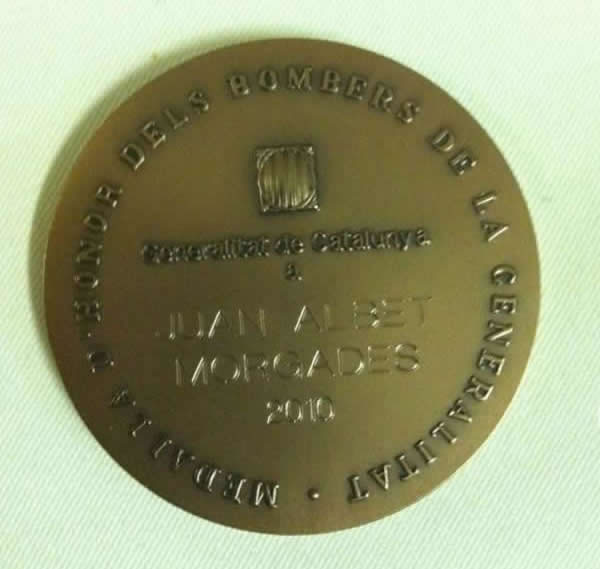 MEDALLA D'HONOR DELS BOMBERS DE LA GENERALITAT •
Generalitat de Catalunya
a
JUAN ALBET
MORGADES
2010